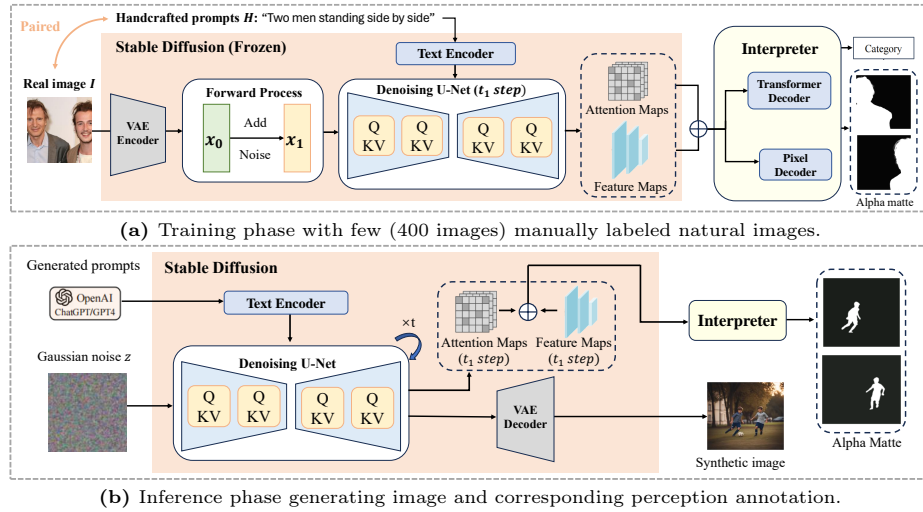 Paired
Handcrafted prompts H: "Two men standing side by side"
Stable Diffusion (Frozen)
Text Encoder
Interpreter
Category
Real image I
VAE
Encoder
Forward Process
x₀
Add
Noise
x₁
Denoising U-Net (t₁ step)
Q
KV
Q
KV
Q
KV
Q
KV
Attention Maps
Feature Maps
Transformer
Decoder
Pixel
Decoder
Alpha matte
(a) Training phase with few (400 images) manually labeled natural images.
Generated prompts
Stable Diffusion
OpenAI
ChatGPT/GPT4
Text Encoder
Gaussian noise z
Denoising U-Net
×t
Q
KV
Q
KV
Q
KV
Q
KV
Attention Maps
(t₁ step)
Feature Maps
(t₁ step)
VAE
Decoder
Interpreter
Synthetic image
Alpha Matte
(b) Inference phase generating image and corresponding perception annotation.